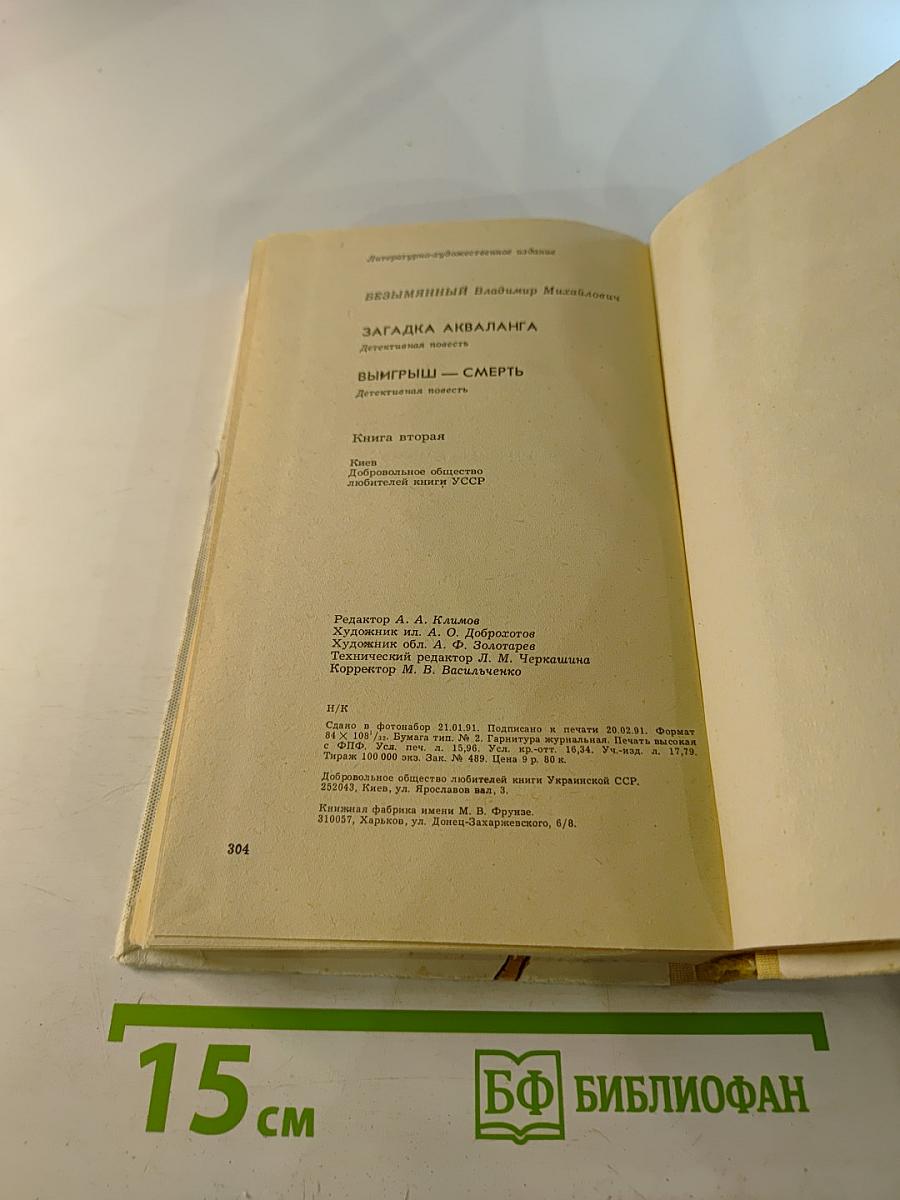 Литературно-художественное издание
БЕЗЫМЯННЫЙ Владимир Михайлович
ЗАГАДКА АКВАЛАНГА
Детективная повесть
ВЫИГРЫШ — СМЕРТЬ
Детективная повесть
Книга вторая
Киев
Добровольное общество
любителей книги УССР
Редактор А. А. Климов
Художник ил. А. О. Доброхотов
Художник обл. А. Ф. Золотарев
Технический редактор Л. М. Черкашина
Корректор М. В. Васильченко
Н/К
Сдано в фотонабор 21.01.91. Подписано к печати 20.02.91. Формат
84 × 108¹/₃₂. Бумага тип. № 2. Гарнитура журнальная. Печать высокая
с ФПФ. Усл. печ. л. 15,96. Усл. кр.-отт. 16,34. Уч.-изд. л. 17,79.
Тираж 100 000 экз. Зак. № 489. Цена 9 р. 80 к.
Добровольное общество любителей книги Украинской ССР.
252043, Киев, ул. Ярославов вал, 3.
Книжная фабрика имени М. В. Фрунзе.
310057, Харьков, ул. Донец-Захаржевского, 6/8.
304
15 см
БФ БИБЛИОФАН